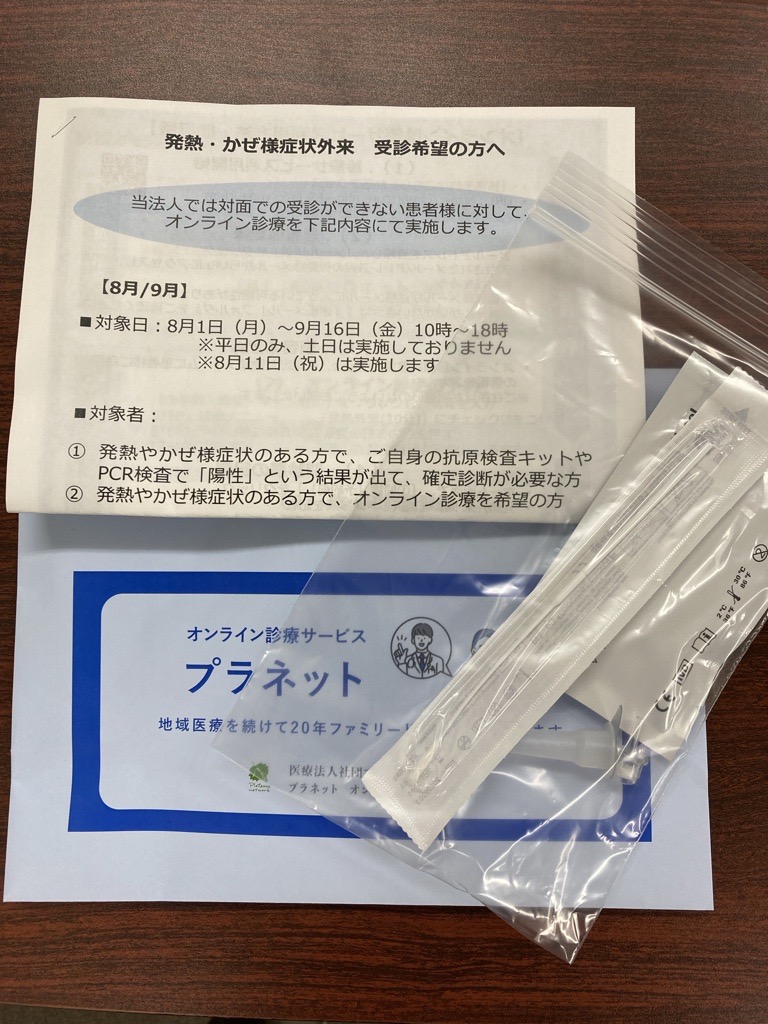 発熱・かぜ様症状外来　受診希望の方へ
当法人では対面での受診ができない患者様に対して、
オンライン診療を下記内容にて実施します。
【8月/9月】
■対象日：8月1日（月）～9月16日（金）10時～18時
※平日のみ、土日は実施しておりません
※8月11日（祝）は実施します
■対象者：
① 発熱やかぜ様症状のある方で、ご自身の抗原検査キットや
PCR検査で「陽性」という結果が出て、確定診断が必要な方
② 発熱やかぜ様症状のある方で、オンライン診療を希望の方
オンライン診療サービス
プラネット
地域医療を続けて20年ファミリー
医療法人社団
プラネット オン
Platanus
network